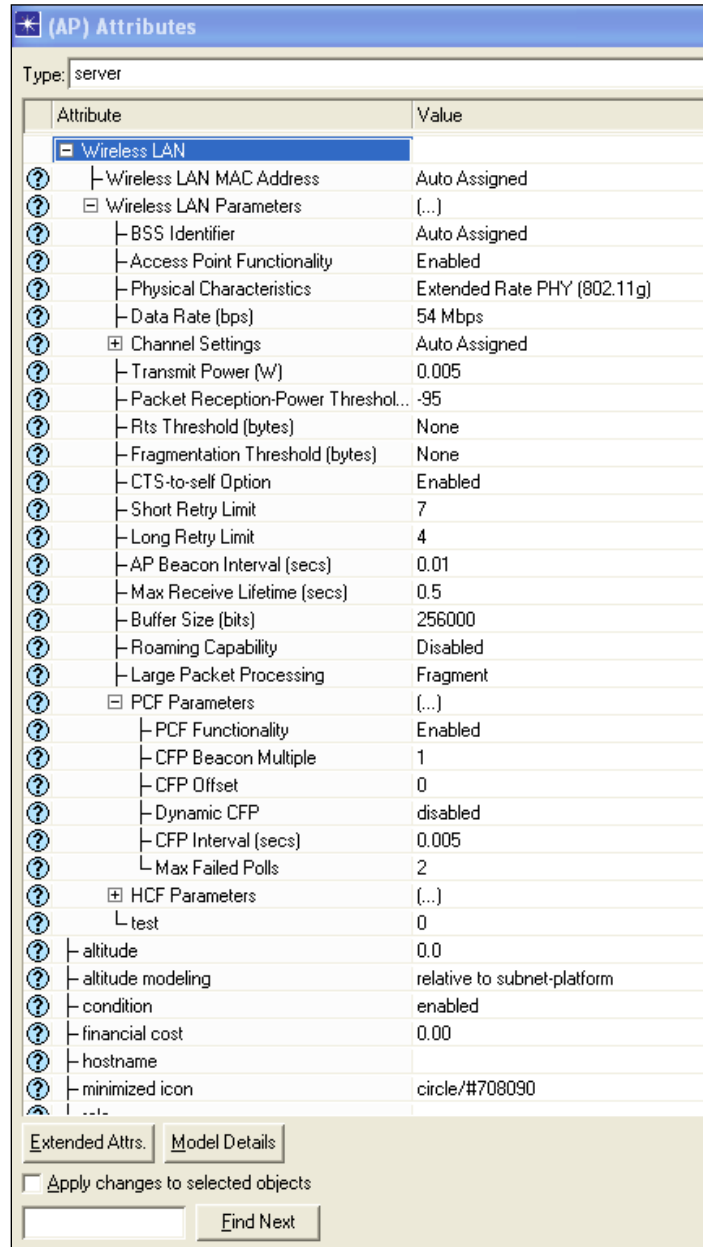 (AP) Attributes
Type: server
Attribute Value
Wireless LAN
Wireless LAN MAC Address Auto Assigned
Wireless LAN Parameters (...)
BSS Identifier Auto Assigned
Access Point Functionality Enabled
Physical Characteristics Extended Rate PHY (802.11g)
Data Rate (bps) 54 Mbps
Channel Settings Auto Assigned
Transmit Power (W) 0.005
Packet Reception-Power Threshol... -95
Rts Threshold (bytes) None
Fragmentation Threshold (bytes) None
CTS-to-self Option Enabled
Short Retry Limit 7
Long Retry Limit 4
AP Beacon Interval (secs) 0.01
Max Receive Lifetime (secs) 0.5
Buffer Size (bits) 256000
Roaming Capability Disabled
Large Packet Processing Fragment
PCF Parameters (...)
PCF Functionality Enabled
CFP Beacon Multiple 1
CFP Offset 0
Dynamic CFP disabled
CFP Interval (secs) 0.005
Max Failed Polls 2
HCF Parameters (...)
test 0
altitude 0.0
altitude modeling relative to subnet-platform
condition enabled
financial cost 0.00
hostname
minimized icon circle/#708090
Extended Attrs. Model Details
Apply changes to selected objects
Find Next